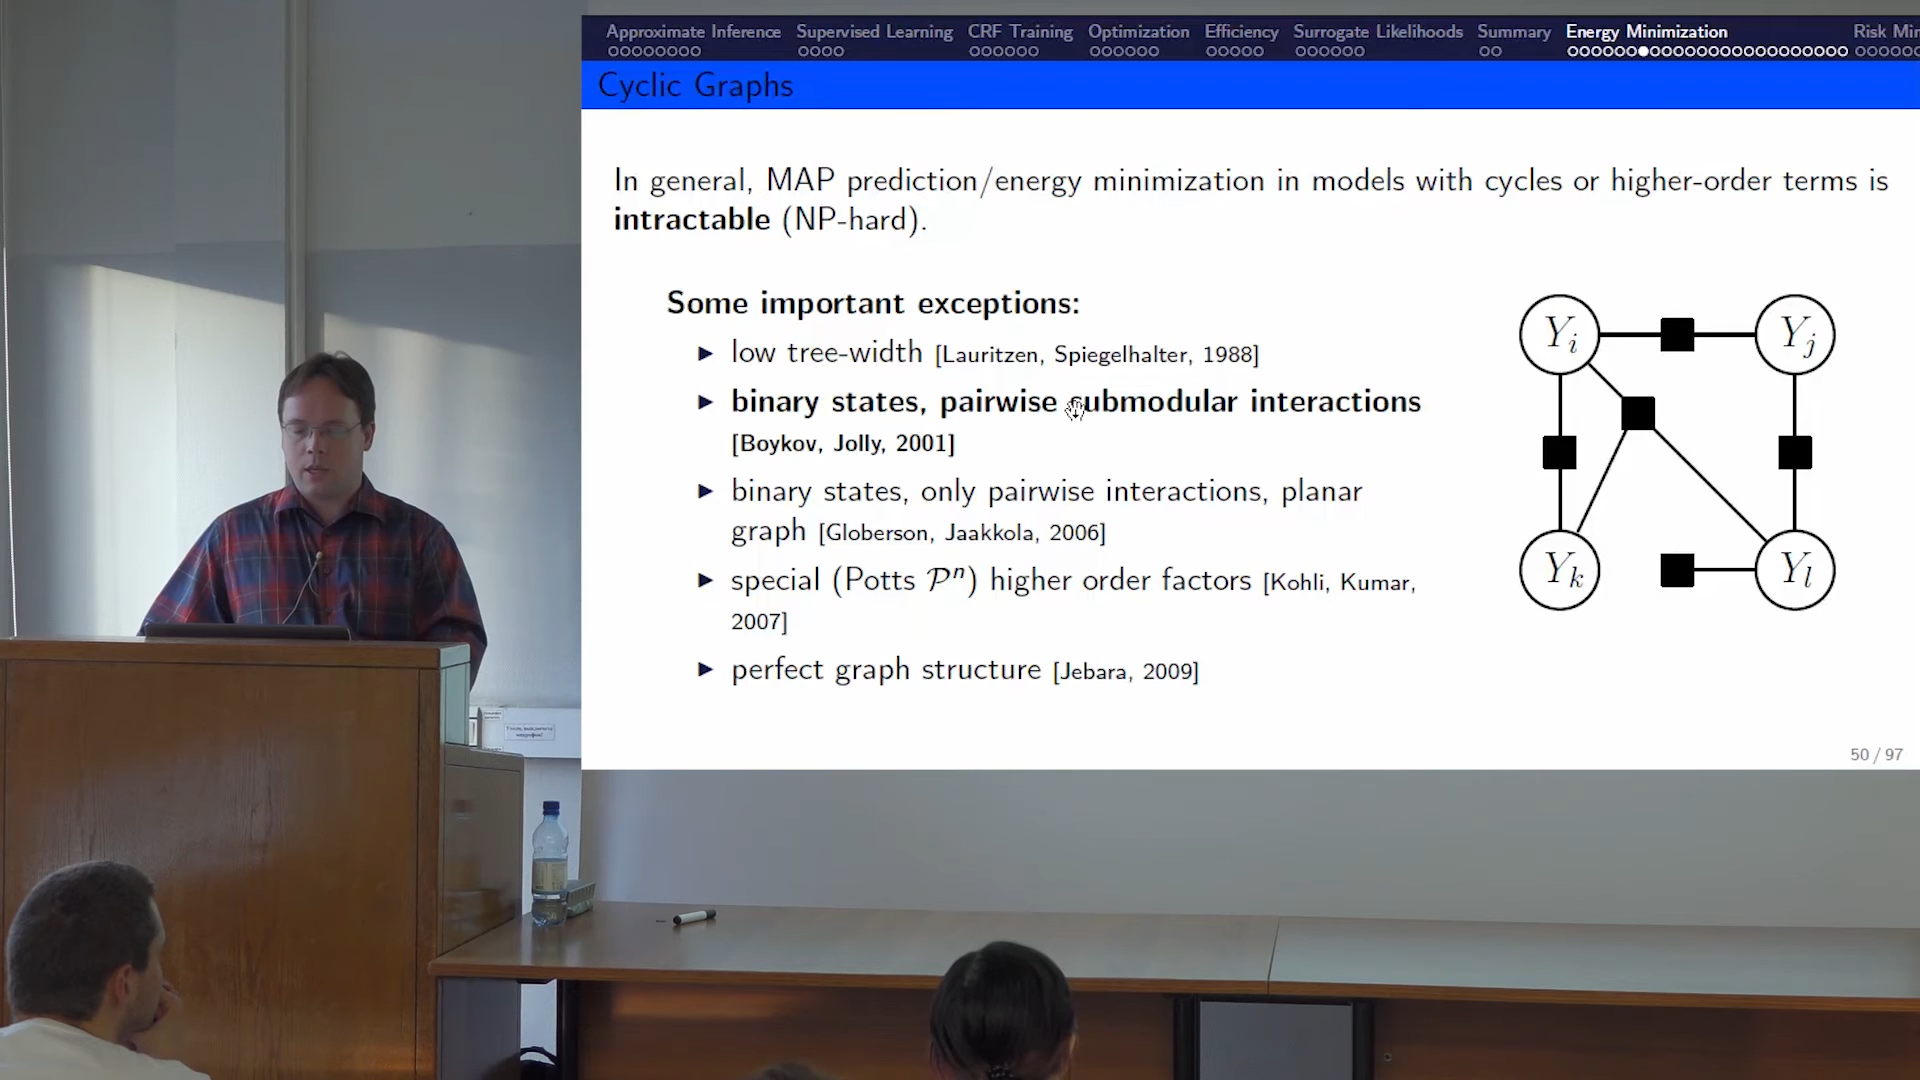 Approximate Inference Supervised Learning CRF Training Optimization Efficiency Surrogate Likelihoods Summary Energy Minimization Risk Min
Cyclic Graphs
In general, MAP prediction/energy minimization in models with cycles or higher-order terms is
intractable (NP-hard).
Some important exceptions:
▶ low tree-width [Lauritzen, Spiegelhalter, 1988]
▶ binary states, pairwise submodular interactions
[Boykov, Jolly, 2001]
▶ binary states, only pairwise interactions, planar
graph [Globerson, Jaakkola, 2006]
▶ special (Potts 𝒫ⁿ) higher order factors [Kohli, Kumar,
2007]
▶ perfect graph structure [Jebara, 2009]
Y_i Y_j
Y_k Y_l
50 / 97